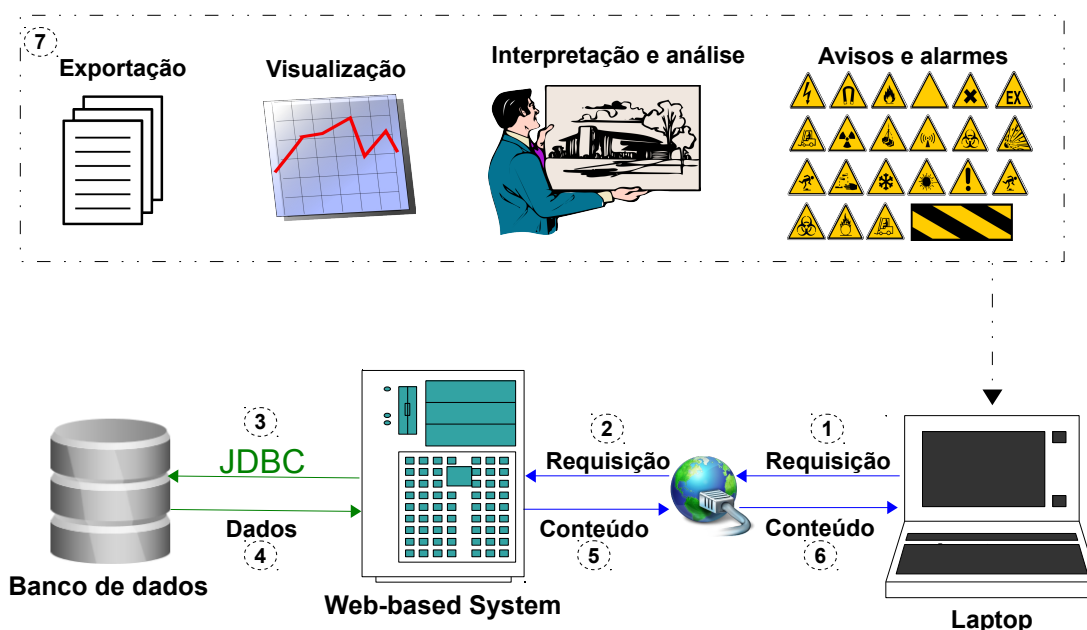 7
Exportação
Visualização
Interpretação e análise
Avisos e alarmes
EX
3
JDBC
Dados
4
2
Requisição
Conteúdo
5
1
Requisição
Conteúdo
6
Banco de dados
Web-based System
Laptop